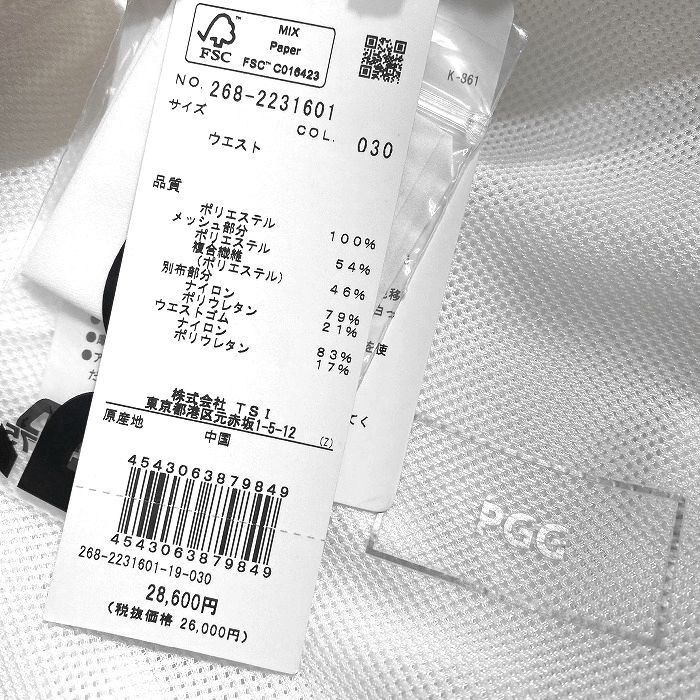 FSC
MIX
Paper
FSC™ C016423
K-361
NO. 268-2231601
サイズ
COL. 030
ウエスト
品質
ポリエステル 100%
メッシュ部分
ポリエステル 54%
複合繊維
(ポリエステル) 46%
別布部分
ナイロン 79%
ポリウレタン 21%
ウエストゴム
ナイロン 83%
ポリウレタン 17%
株式会社 TSI
東京都港区元赤坂1-5-12
原産地 中国 (Z)
4543063879849
4543063879849
268-2231601-19-030
28,600円
(税抜価格 26,000円)
PGG